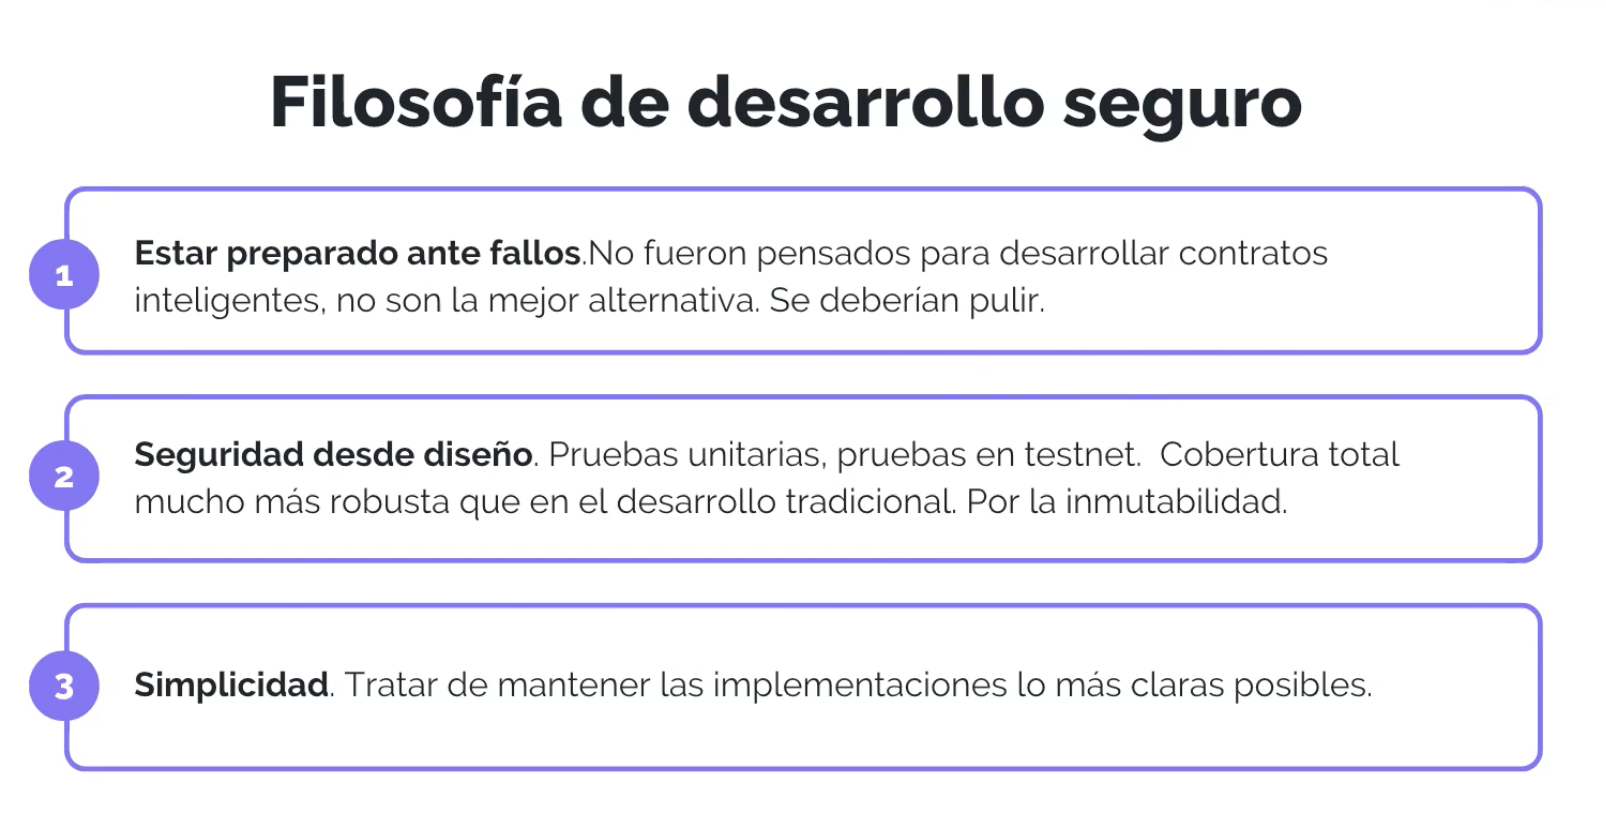 Filosofía de desarrollo seguro
1
Estar preparado ante fallos.No fueron pensados para desarrollar contratos
inteligentes, no son la mejor alternativa. Se deberían pulir.
2
Seguridad desde diseño. Pruebas unitarias, pruebas en testnet.  Cobertura total
mucho más robusta que en el desarrollo tradicional. Por la inmutabilidad.
3
Simplicidad. Tratar de mantener las implementaciones lo más claras posibles.